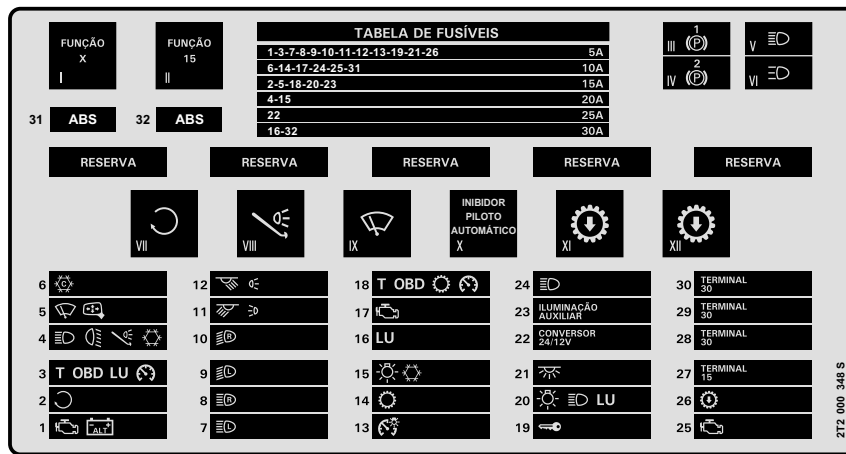 FUNÇÃO
X
I
FUNÇÃO
15
II
TABELA DE FUSÍVEIS
1-3-7-8-9-10-11-12-13-19-21-26 5A
6-14-17-24-25-31 10A
2-5-18-20-23 15A
4-15 20A
22 25A
16-32 30A
III 1 (P)
V
IV 2 (P)
VI
31 ABS
32 ABS
RESERVA RESERVA RESERVA RESERVA RESERVA
VII
VIII
IX
INIBIDOR
PILOTO
AUTOMÁTICO
X
XI
XII
6 C
12
18 T OBD
24
30 TERMINAL
30
5
11
17
23 ILUMINAÇÃO
AUXILIAR
29 TERMINAL
30
4
10 R
16 LU
22 CONVERSOR
24/12V
28 TERMINAL
30
3 T OBD LU
9 L
15
21
27 TERMINAL
15
2
8 R
14
20 LU
26
1 ALT - +
7 L
13
19
25
2T2 000 348 S